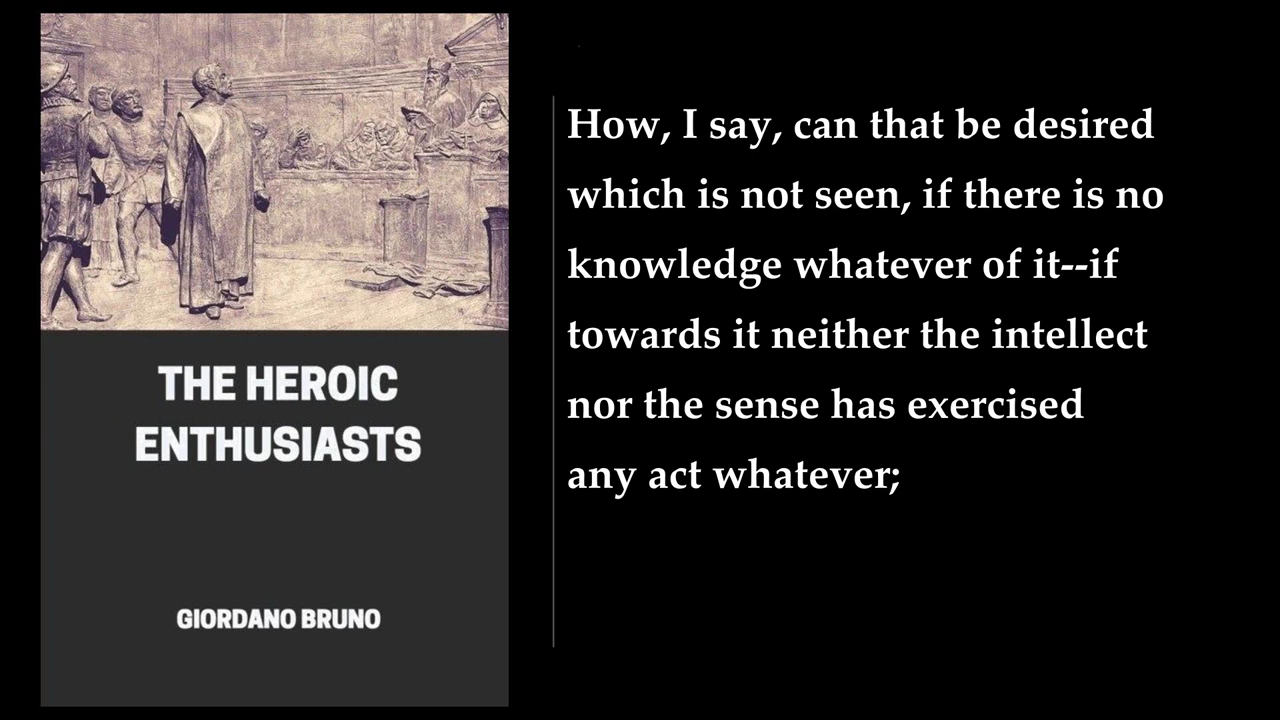 THE HEROIC
ENTHUSIASTS
GIORDANO BRUNO
How, I say, can that be desired
which is not seen, if there is no
knowledge whatever of it--if
towards it neither the intellect
nor the sense has exercised
any act whatever;